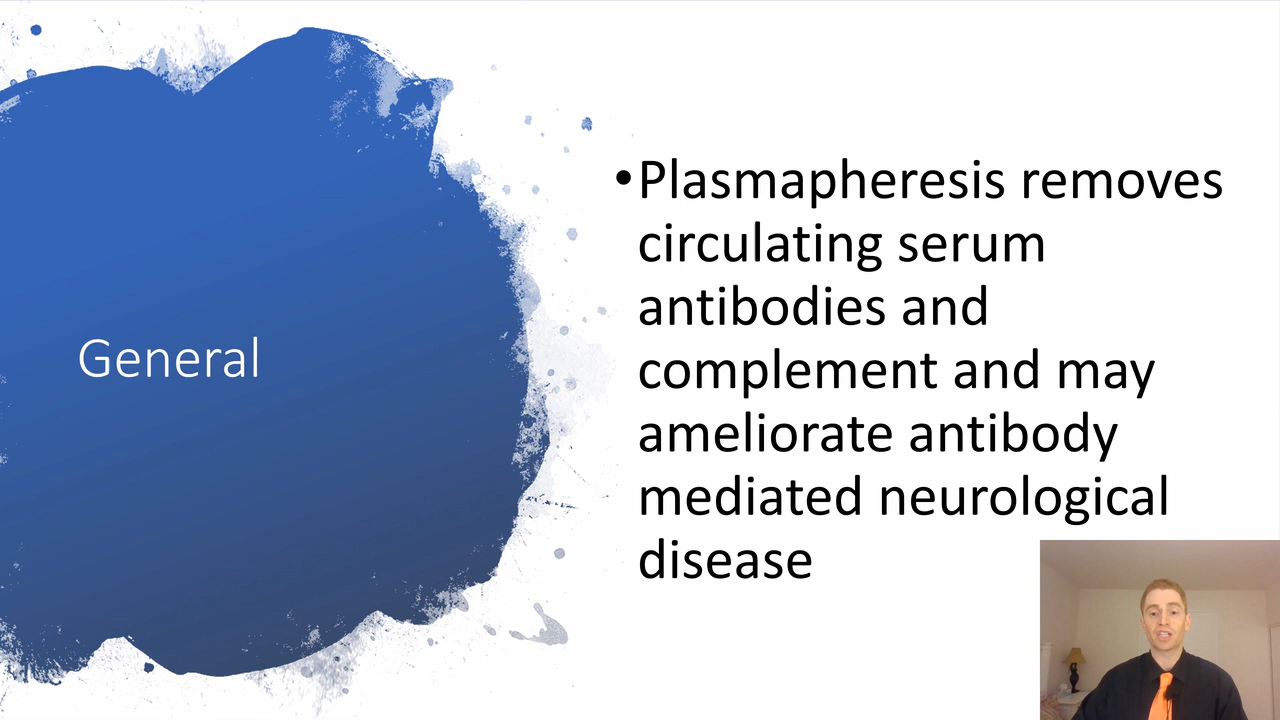 General
•Plasmapheresis removes
circulating serum
antibodies and
complement and may
ameliorate antibody
mediated neurological
disease